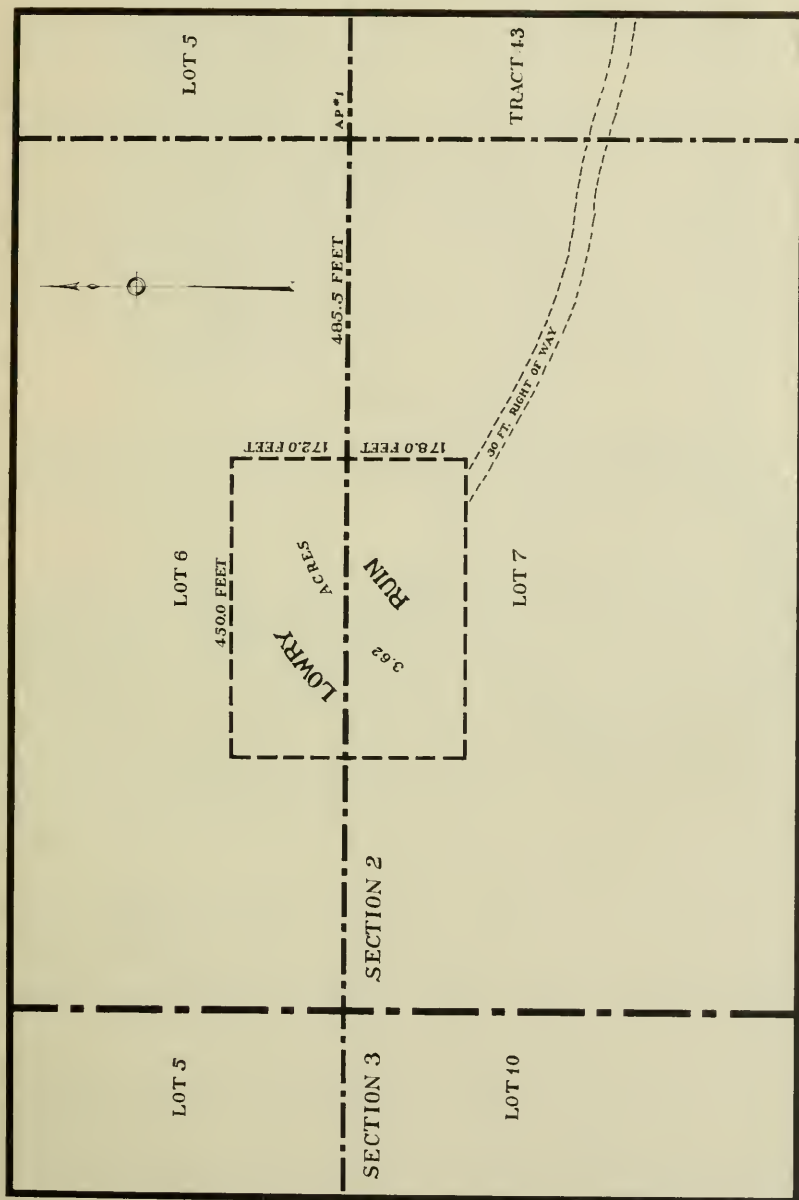 LOT 5
AP#1
TRACT 43
485.5 FEET
LOT 6
450.0 FEET
172.0 FEET
178.0 FEET
30 FT. RIGHT OF WAY
LOWRY
RUIN
3.62
ACRES
LOT 7
SECTION 2
LOT 5
SECTION 3
LOT 10